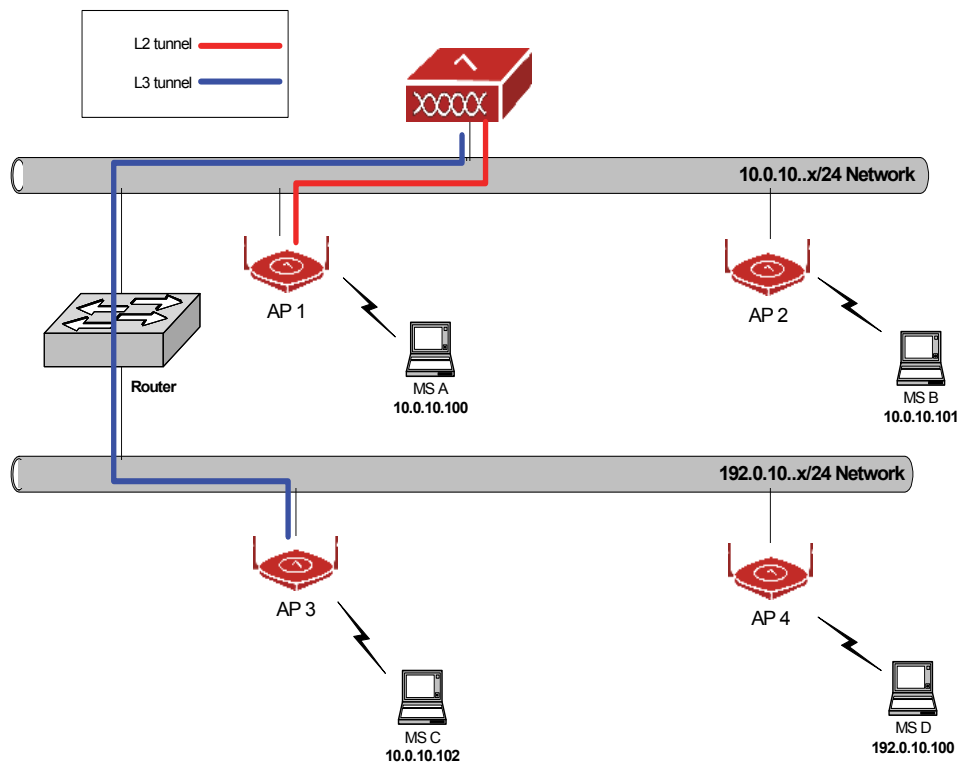 L2 tunnel
L3 tunnel
10.0.10..x/24 Network
AP 1
AP 2
MS A
10.0.10.100
MS B
10.0.10.101
Router
192.0.10..x/24 Network
AP 3
AP 4
MS C
10.0.10.102
MS D
192.0.10.100